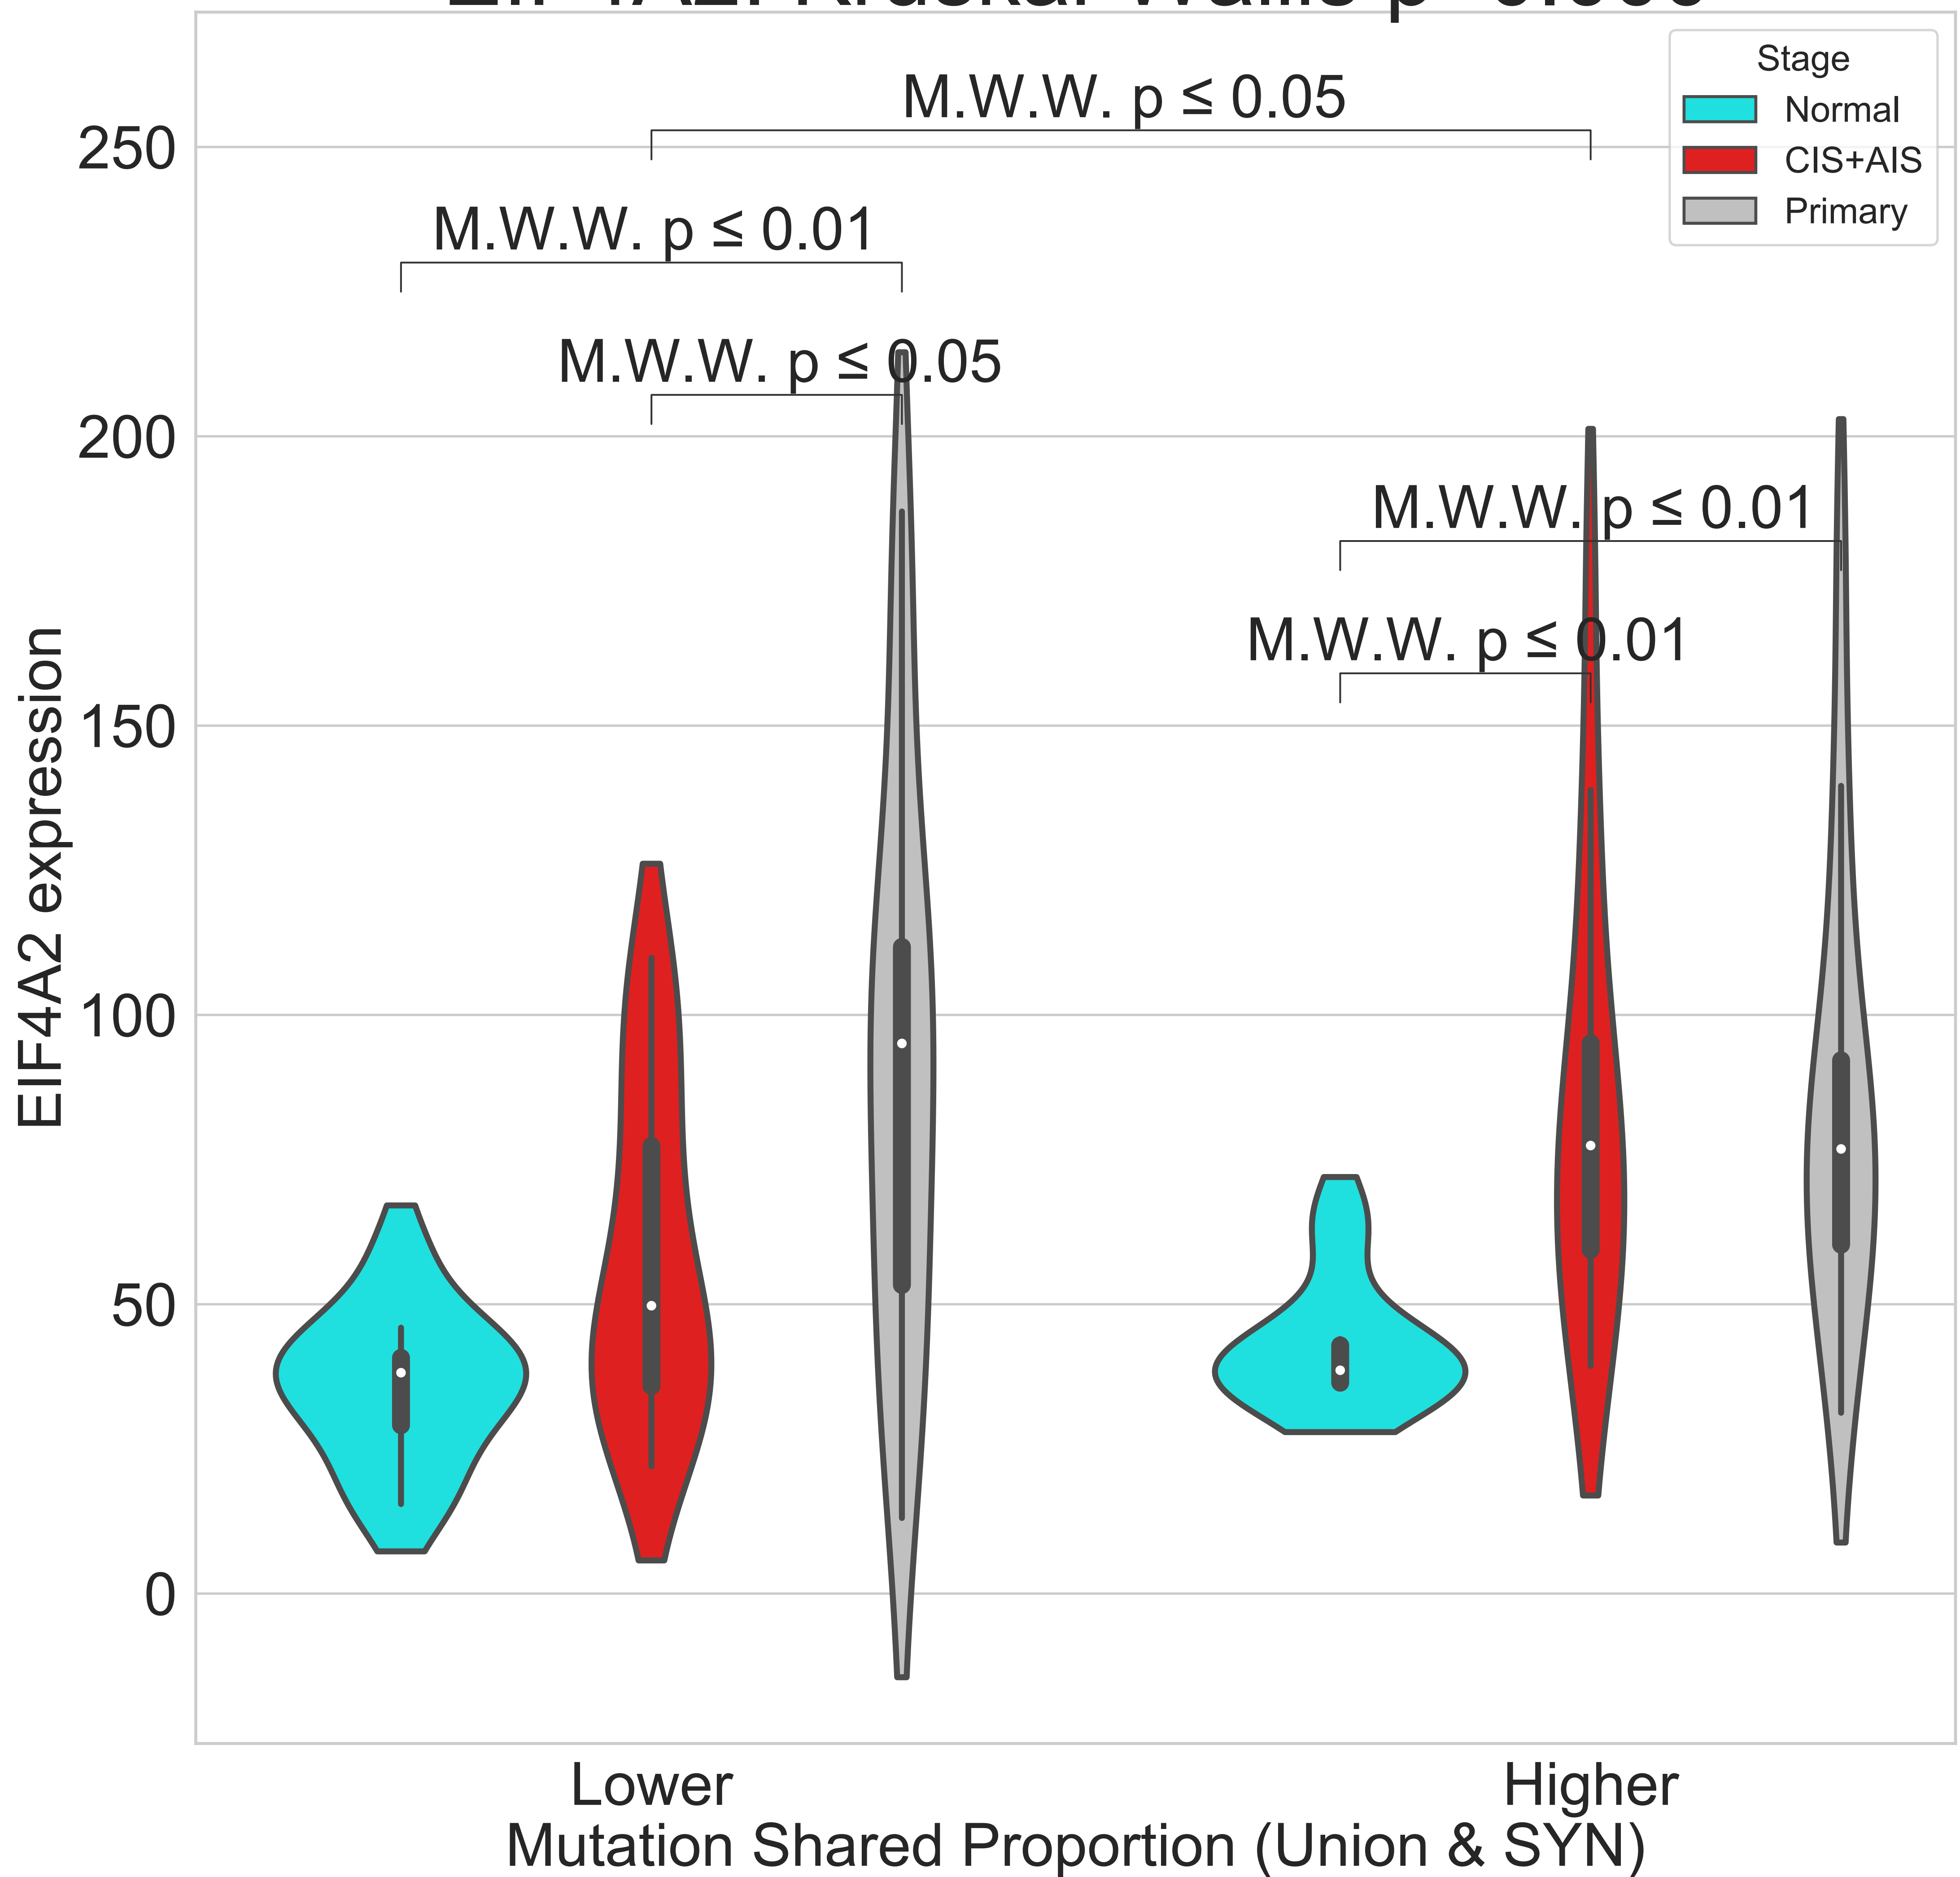 Stage
Normal
CIS+AIS
Primary
M.W.W. p ≤ 0.05
M.W.W. p ≤ 0.01
M.W.W. p ≤ 0.05
M.W.W. p ≤ 0.01
M.W.W. p ≤ 0.01
250
200
150
100
50
0
EIF4A2 expression
Lower
Higher
Mutation Shared Proportion (Union & SYN)